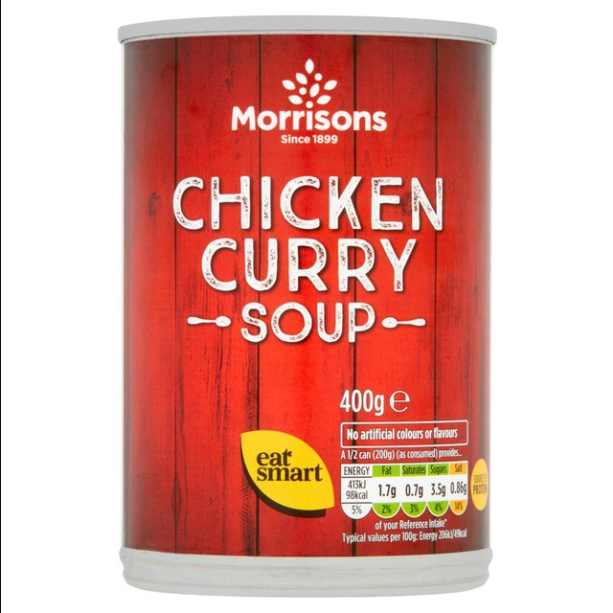 Morrisons
Since 1899
CHICKEN
CURRY
SOUP
400g e
No artificial colours or flavours
A 1/2 can (200g) (as consumed) provides...
ENERGY Fat Saturates Sugars Salt
413kJ
98kcal 1.7g 0.7g 3.5g 0.86g
5% 2% 3% 4% 14%
of your Reference Intake*
Typical values per 100g: Energy 206kJ/49kcal
eat
smart
PROTEIN